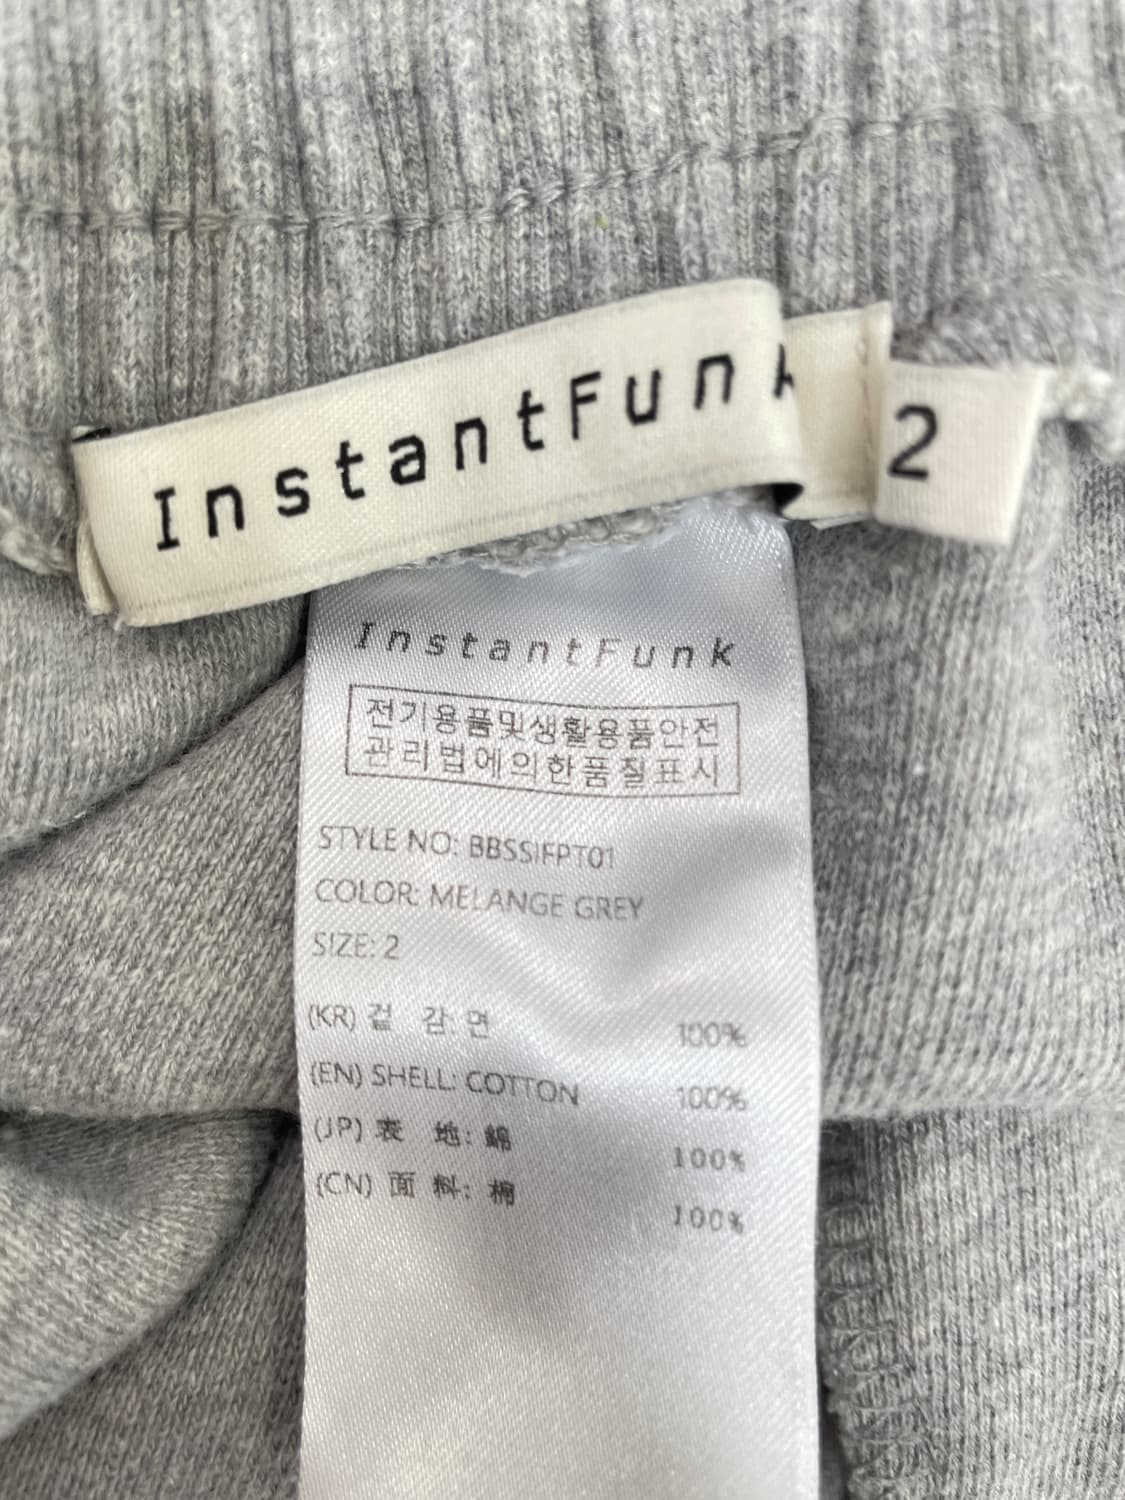 InstantFunk
2
InstantFunk
전기용품및생활용품안전
관리법에의한품질표시
STYLE NO: BBSSIFPT01
COLOR: MELANGE GREY
SIZE: 2
(KR) 겉 감: 면 100%
(EN) SHELL: COTTON 100%
(JP) 表 地: 綿 100%
(CN) 面 料: 棉 100%